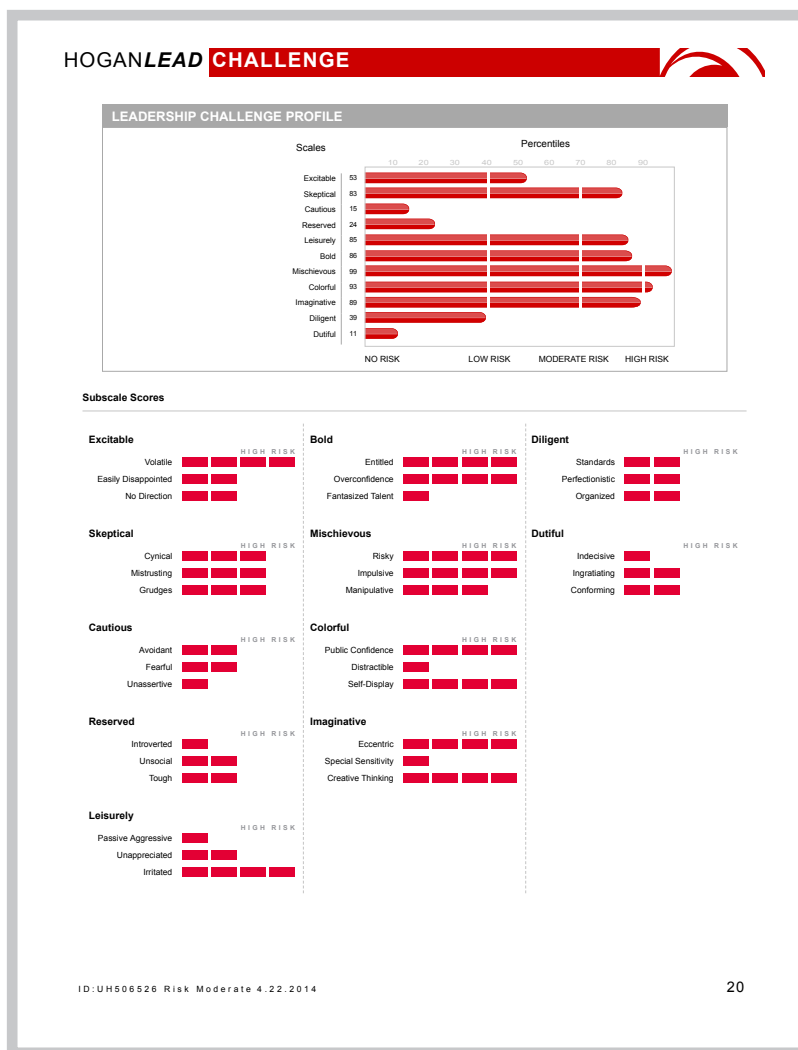 HOGANLEAD CHALLENGE
LEADERSHIP CHALLENGE PROFILE
Scales Percentiles
10 20 30 40 50 60 70 80 90
Excitable 53
Skeptical 83
Cautious 15
Reserved 24
Leisurely 85
Bold 86
Mischievous 99
Colorful 93
Imaginative 89
Diligent 39
Dutiful 11
NO RISK LOW RISK MODERATE RISK HIGH RISK
Subscale Scores
Excitable
HIGH RISK
Volatile
Easily Disappointed
No Direction
Skeptical
HIGH RISK
Cynical
Mistrusting
Grudges
Cautious
HIGH RISK
Avoidant
Fearful
Unassertive
Reserved
HIGH RISK
Introverted
Unsocial
Tough
Leisurely
HIGH RISK
Passive Aggressive
Unappreciated
Irritated
Bold
HIGH RISK
Entitled
Overconfidence
Fantasized Talent
Mischievous
HIGH RISK
Risky
Impulsive
Manipulative
Colorful
HIGH RISK
Public Confidence
Distractible
Self-Display
Imaginative
HIGH RISK
Eccentric
Special Sensitivity
Creative Thinking
Diligent
HIGH RISK
Standards
Perfectionistic
Organized
Dutiful
HIGH RISK
Indecisive
Ingratiating
Conforming
ID:UH506526 Risk Moderate 4.22.2014 20